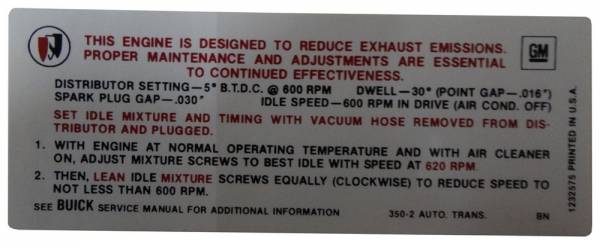 THIS ENGINE IS DESIGNED TO REDUCE EXHAUST EMISSIONS.
PROPER MAINTENANCE AND ADJUSTMENTS ARE ESSENTIAL
TO CONTINUED EFFECTIVENESS.
GM
DISTRIBUTOR SETTING—5° B.T.D.C. @ 600 RPM DWELL—30° (POINT GAP—.016")
SPARK PLUG GAP—.030" IDLE SPEED—600 RPM IN DRIVE (AIR COND. OFF)
SET IDLE MIXTURE AND TIMING WITH VACUUM HOSE REMOVED FROM DIS-
TRIBUTOR AND PLUGGED.
1. WITH ENGINE AT NORMAL OPERATING TEMPERATURE AND WITH AIR CLEANER
ON, ADJUST MIXTURE SCREWS TO BEST IDLE WITH SPEED AT 620 RPM.
2. THEN, LEAN IDLE MIXTURE SCREWS EQUALLY (CLOCKWISE) TO REDUCE SPEED TO
NOT LESS THAN 600 RPM.
SEE BUICK SERVICE MANUAL FOR ADDITIONAL INFORMATION 350-2 AUTO. TRANS. BN
1232575 PRINTED IN U.S.A.